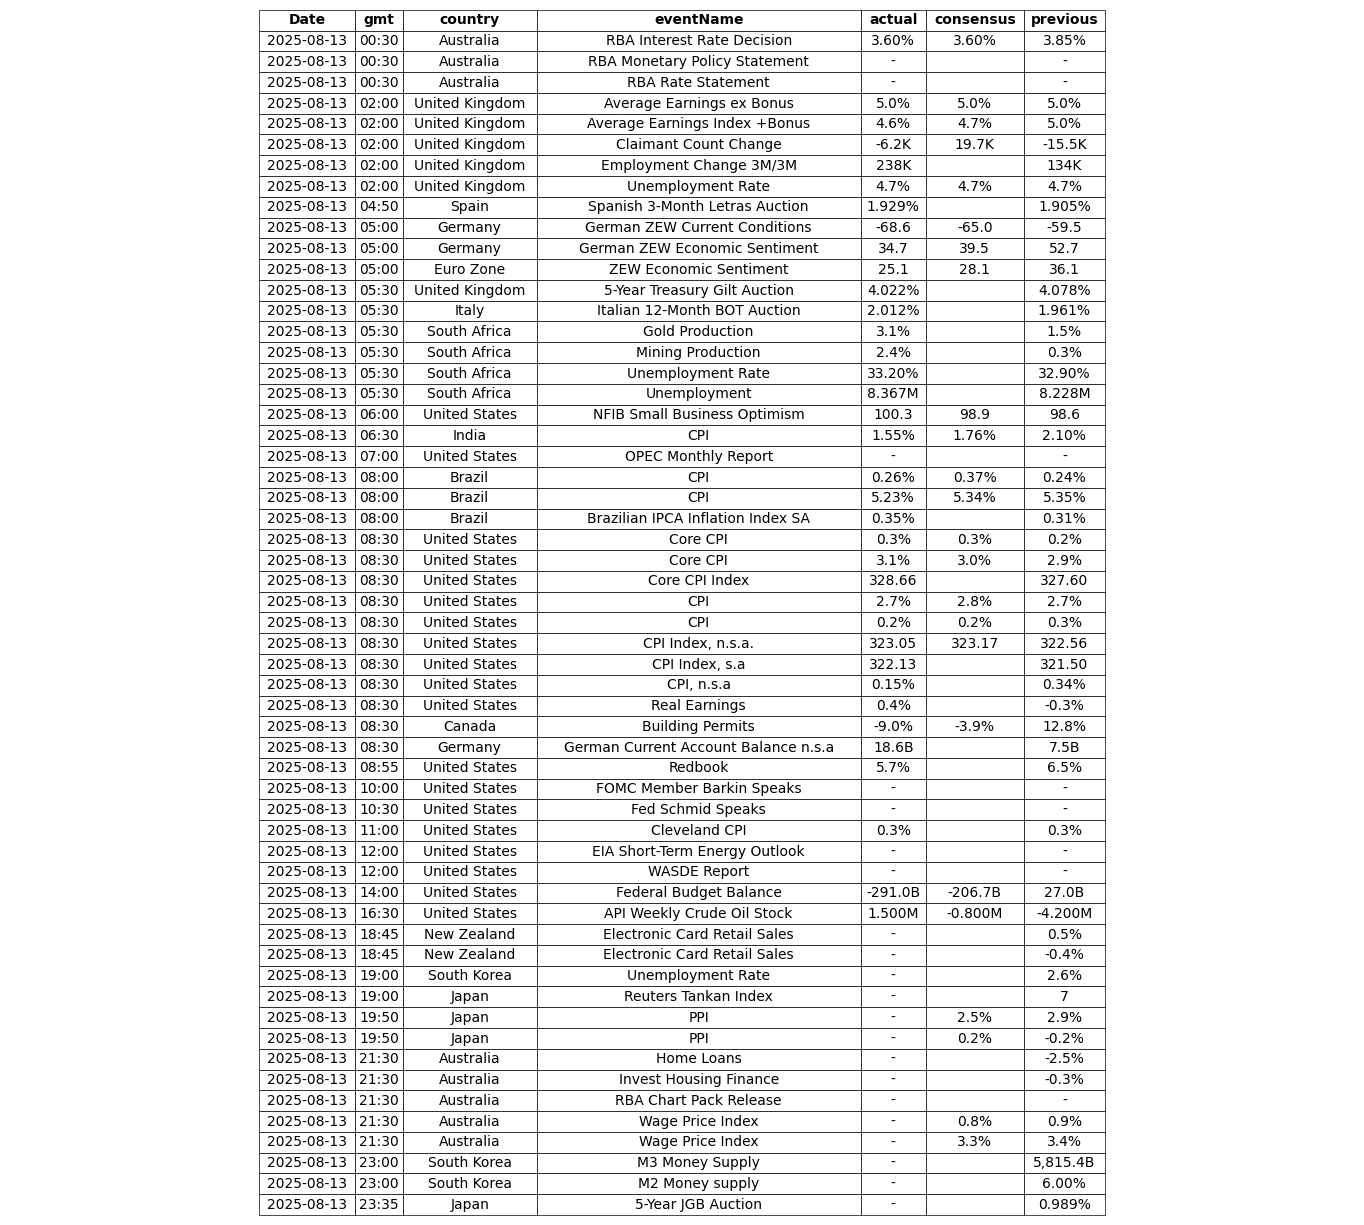 Date gmt country eventName actual consensus previous
2025-08-13 00:30 Australia RBA Interest Rate Decision 3.60% 3.60% 3.85%
2025-08-13 00:30 Australia RBA Monetary Policy Statement - -
2025-08-13 00:30 Australia RBA Rate Statement - -
2025-08-13 02:00 United Kingdom Average Earnings ex Bonus 5.0% 5.0% 5.0%
2025-08-13 02:00 United Kingdom Average Earnings Index +Bonus 4.6% 4.7% 5.0%
2025-08-13 02:00 United Kingdom Claimant Count Change -6.2K 19.7K -15.5K
2025-08-13 02:00 United Kingdom Employment Change 3M/3M 238K 134K
2025-08-13 02:00 United Kingdom Unemployment Rate 4.7% 4.7% 4.7%
2025-08-13 04:50 Spain Spanish 3-Month Letras Auction 1.929% 1.905%
2025-08-13 05:00 Germany German ZEW Current Conditions -68.6 -65.0 -59.5
2025-08-13 05:00 Germany German ZEW Economic Sentiment 34.7 39.5 52.7
2025-08-13 05:00 Euro Zone ZEW Economic Sentiment 25.1 28.1 36.1
2025-08-13 05:30 United Kingdom 5-Year Treasury Gilt Auction 4.022% 4.078%
2025-08-13 05:30 Italy Italian 12-Month BOT Auction 2.012% 1.961%
2025-08-13 05:30 South Africa Gold Production 3.1% 1.5%
2025-08-13 05:30 South Africa Mining Production 2.4% 0.3%
2025-08-13 05:30 South Africa Unemployment Rate 33.20% 32.90%
2025-08-13 05:30 South Africa Unemployment 8.367M 8.228M
2025-08-13 06:00 United States NFIB Small Business Optimism 100.3 98.9 98.6
2025-08-13 06:30 India CPI 1.55% 1.76% 2.10%
2025-08-13 07:00 United States OPEC Monthly Report - -
2025-08-13 08:00 Brazil CPI 0.26% 0.37% 0.24%
2025-08-13 08:00 Brazil CPI 5.23% 5.34% 5.35%
2025-08-13 08:00 Brazil Brazilian IPCA Inflation Index SA 0.35% 0.31%
2025-08-13 08:30 United States Core CPI 0.3% 0.3% 0.2%
2025-08-13 08:30 United States Core CPI 3.1% 3.0% 2.9%
2025-08-13 08:30 United States Core CPI Index 328.66 327.60
2025-08-13 08:30 United States CPI 2.7% 2.8% 2.7%
2025-08-13 08:30 United States CPI 0.2% 0.2% 0.3%
2025-08-13 08:30 United States CPI Index, n.s.a. 323.05 323.17 322.56
2025-08-13 08:30 United States CPI Index, s.a 322.13 321.50
2025-08-13 08:30 United States CPI, n.s.a 0.15% 0.34%
2025-08-13 08:30 United States Real Earnings 0.4% -0.3%
2025-08-13 08:30 Canada Building Permits -9.0% -3.9% 12.8%
2025-08-13 08:30 Germany German Current Account Balance n.s.a 18.6B 7.5B
2025-08-13 08:55 United States Redbook 5.7% 6.5%
2025-08-13 10:00 United States FOMC Member Barkin Speaks - -
2025-08-13 10:30 United States Fed Schmid Speaks - -
2025-08-13 11:00 United States Cleveland CPI 0.3% 0.3%
2025-08-13 12:00 United States EIA Short-Term Energy Outlook - -
2025-08-13 12:00 United States WASDE Report - -
2025-08-13 14:00 United States Federal Budget Balance -291.0B -206.7B 27.0B
2025-08-13 16:30 United States API Weekly Crude Oil Stock 1.500M -0.800M -4.200M
2025-08-13 18:45 New Zealand Electronic Card Retail Sales - 0.5%
2025-08-13 18:45 New Zealand Electronic Card Retail Sales - -0.4%
2025-08-13 19:00 South Korea Unemployment Rate - 2.6%
2025-08-13 19:00 Japan Reuters Tankan Index - 7
2025-08-13 19:50 Japan PPI - 2.5% 2.9%
2025-08-13 19:50 Japan PPI - 0.2% -0.2%
2025-08-13 21:30 Australia Home Loans - -2.5%
2025-08-13 21:30 Australia Invest Housing Finance - -0.3%
2025-08-13 21:30 Australia RBA Chart Pack Release - -
2025-08-13 21:30 Australia Wage Price Index - 0.8% 0.9%
2025-08-13 21:30 Australia Wage Price Index - 3.3% 3.4%
2025-08-13 23:00 South Korea M3 Money Supply - 5,815.4B
2025-08-13 23:00 South Korea M2 Money supply - 6.00%
2025-08-13 23:35 Japan 5-Year JGB Auction - 0.989%